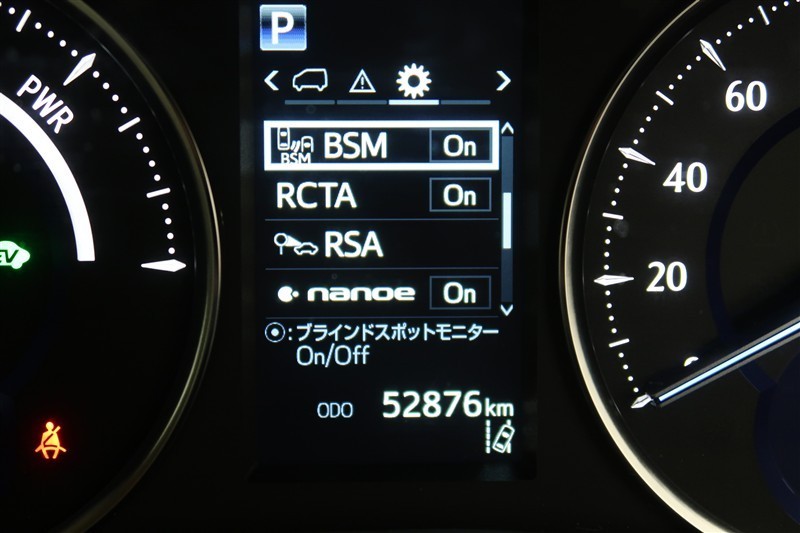 P
PWR
EV
BSM BSM On
RCTA On
RSA
nanoe On
:ブラインドスポットモニター
On/Off
ODO 52876km
60
40
20
0